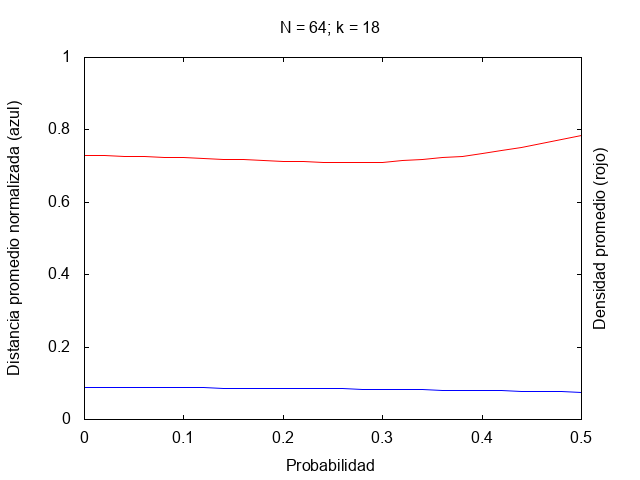 N = 64; k = 18
Distancia promedio normalizada (azul)
Densidad promedio (rojo)
1
0.8
0.6
0.4
0.2
0
0 0.1 0.2 0.3 0.4 0.5
Probabilidad